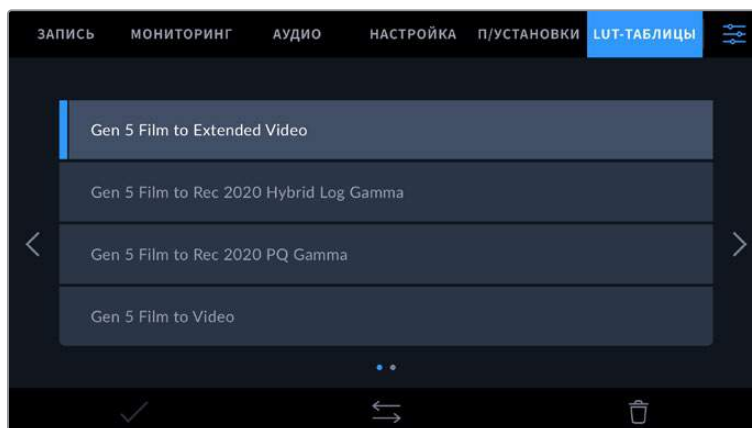 ЗАПИСЬ МОНИТОРИНГ АУДИО НАСТРОЙКА П/УСТАНОВКИ LUT-ТАБЛИЦЫ
Gen 5 Film to Extended Video
Gen 5 Film to Rec 2020 Hybrid Log Gamma
Gen 5 Film to Rec 2020 PQ Gamma
Gen 5 Film to Video